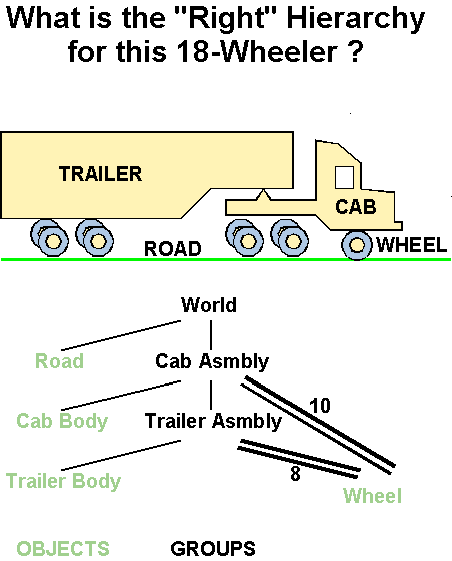 What is the "Right" Hierarchy
for this 18-Wheeler ?
TRAILER
CAB
ROAD
WHEEL
World
Road
Cab Asmbly
10
Cab Body
Trailer Asmbly
8
Trailer Body
Wheel
OBJECTS
GROUPS